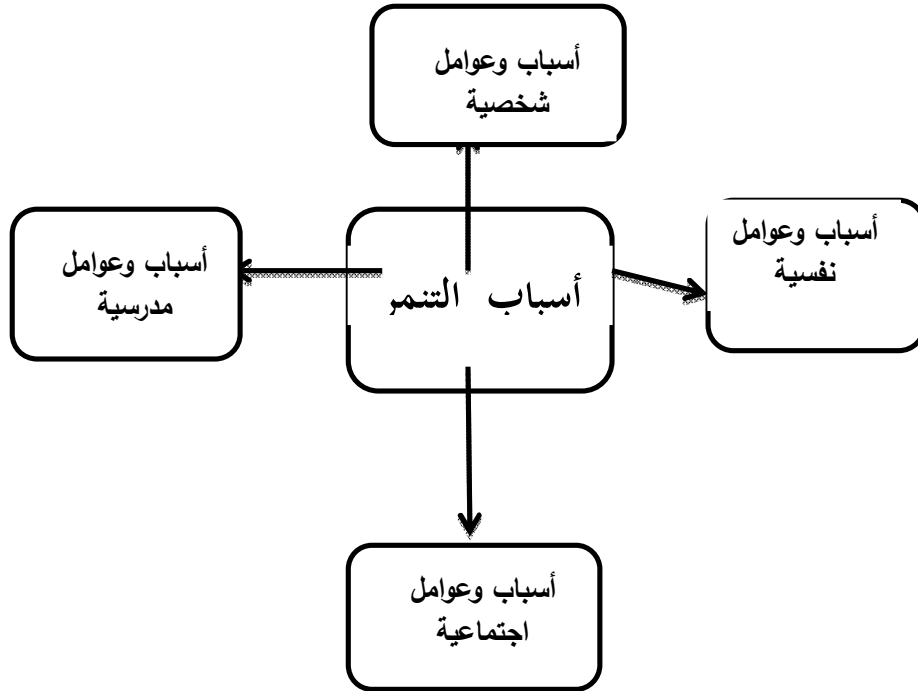 أسباب وعوامل
شخصية
أسباب وعوامل
نفسية
أسباب التنمر
أسباب وعوامل
مدرسية
أسباب وعوامل
اجتماعية